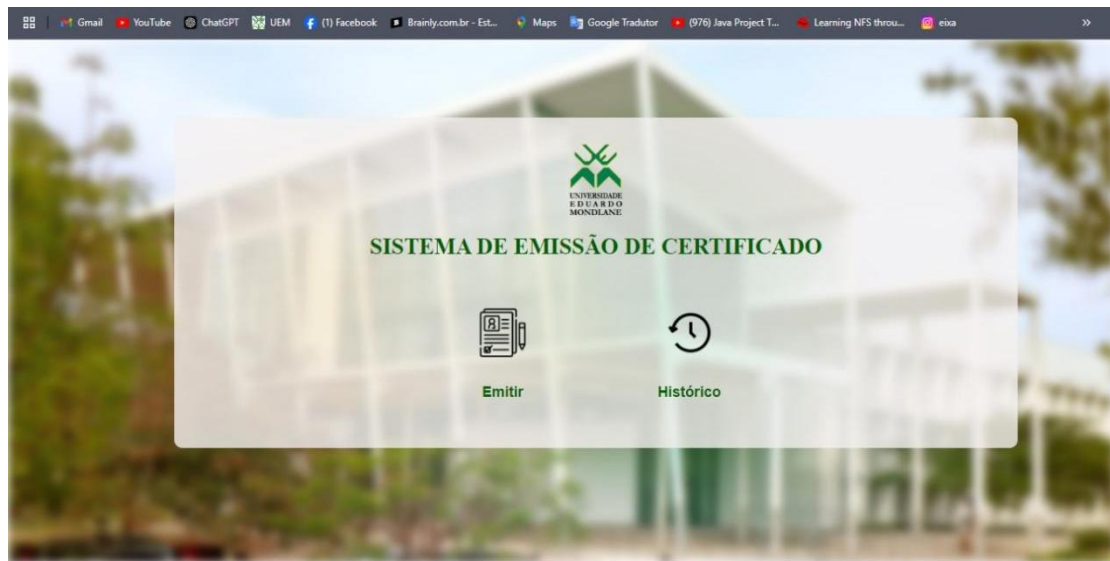 Gmail YouTube ChatGPT UEM (1) Facebook Brainly.com.br - Est... Maps Google Tradutor (976) Java Project T... Learning NFS throu... eixa »
UNIVERSIDADE
EDUARDO
MONDLANE
SISTEMA DE EMISSÃO DE CERTIFICADO
Emitir Histórico